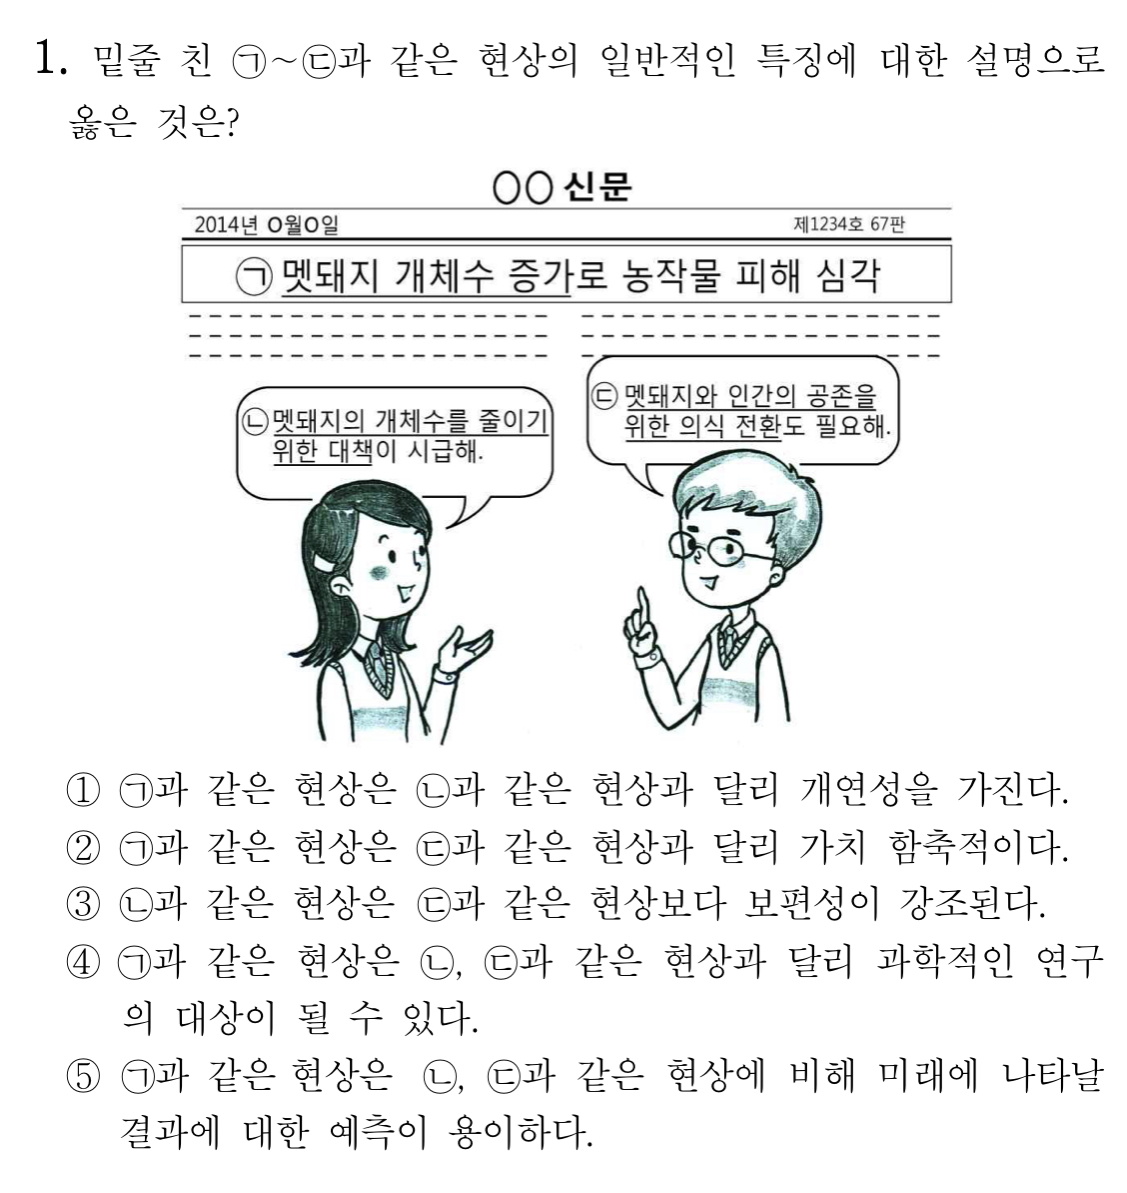 1. 밑줄 친 ㉠~㉢과 같은 현상의 일반적인 특징에 대한 설명으로
옳은 것은?
○○신문
2014년 O월O일 제1234호 67판
㉠ 멧돼지 개체수 증가로 농작물 피해 심각
㉡ 멧돼지의 개체수를 줄이기
위한 대책이 시급해.
㉢ 멧돼지와 인간의 공존을
위한 의식 전환도 필요해.
① ㉠과 같은 현상은 ㉡과 같은 현상과 달리 개연성을 가진다.
② ㉠과 같은 현상은 ㉢과 같은 현상과 달리 가치 함축적이다.
③ ㉡과 같은 현상은 ㉢과 같은 현상보다 보편성이 강조된다.
④ ㉠과 같은 현상은 ㉡, ㉢과 같은 현상과 달리 과학적인 연구
의 대상이 될 수 있다.
⑤ ㉠과 같은 현상은 ㉡, ㉢과 같은 현상에 비해 미래에 나타날
결과에 대한 예측이 용이하다.